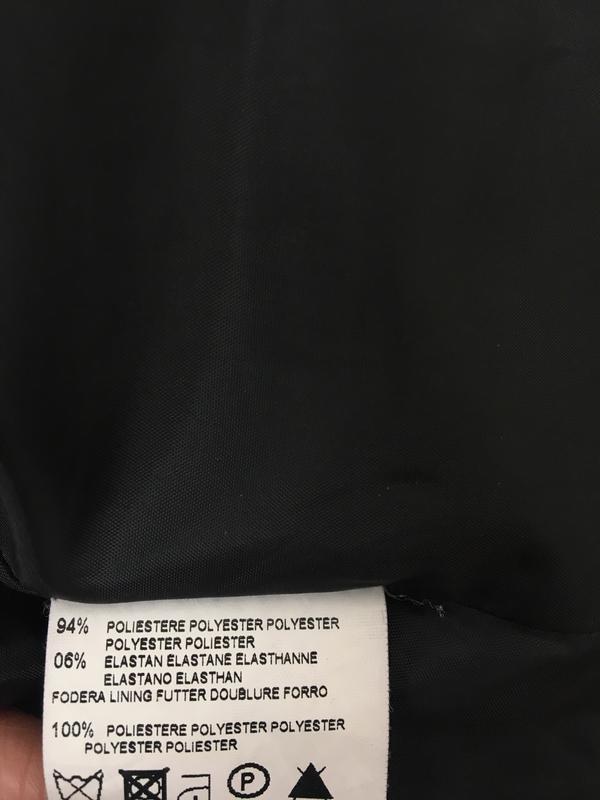 94% POLIESTERE POLYESTER POLYESTER
POLYESTER POLIESTER
06% ELASTAN ÉLASTANE ELASTHANNE
ELASTANO ELASTHAN
FODERA LINING FUTTER DOUBLURE FORRO
100% POLIESTERE POLYESTER POLYESTER
POLYESTER POLIESTER
P